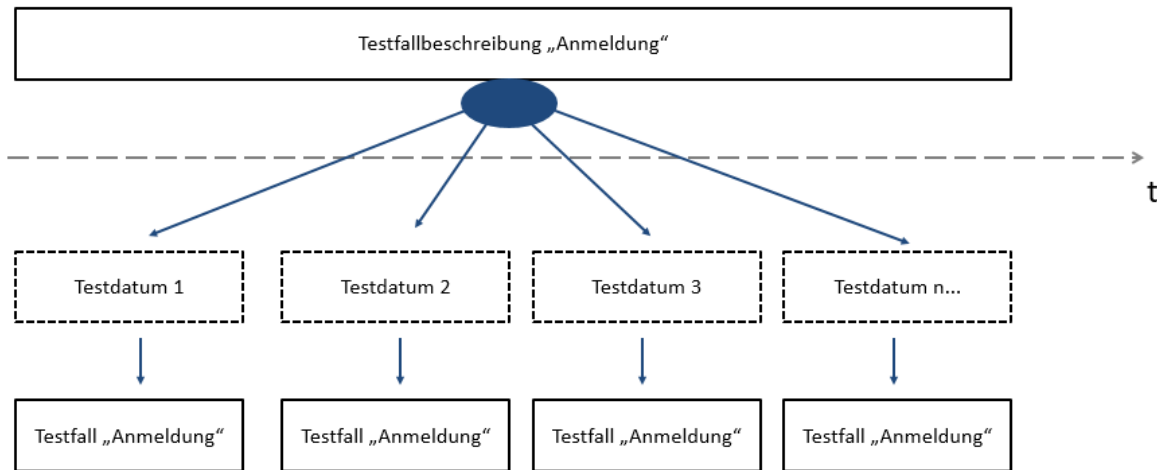 Testfallbeschreibung „Anmeldung“
t
Testdatum 1
Testdatum 2
Testdatum 3
Testdatum n...
Testfall „Anmeldung“
Testfall „Anmeldung“
Testfall „Anmeldung“
Testfall „Anmeldung“